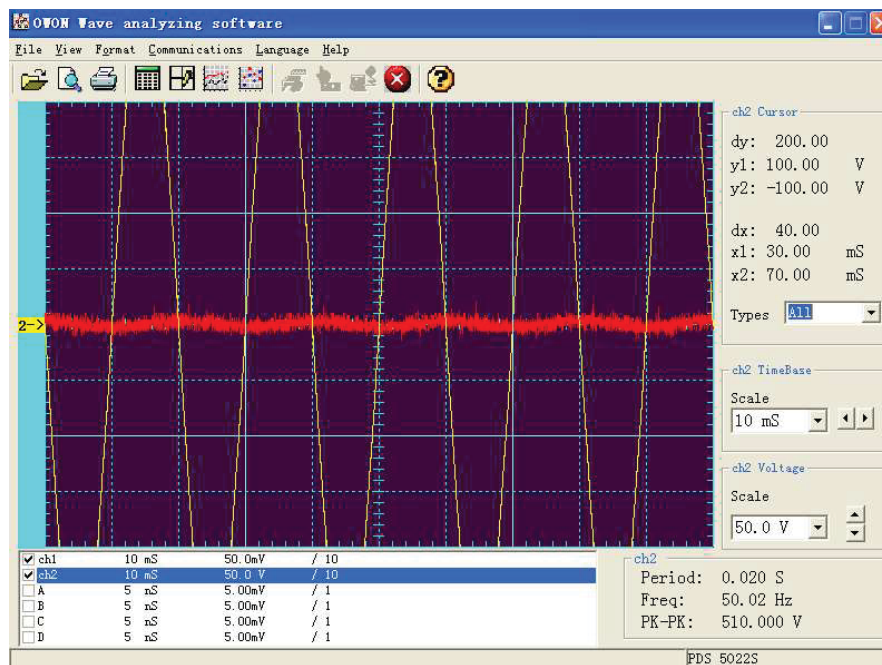 OWON Wave analyzing software
File View Format Communications Language Help
2->
ch2 Cursor
dy: 200.00
y1: 100.00 V
y2: -100.00 V
dx: 40.00
x1: 30.00 mS
x2: 70.00 mS
Types All
ch2 TimeBase
Scale
10 mS
ch2 Voltage
Scale
50.0 V
ch1 10 mS 50.0mV / 10
ch2 10 mS 50.0 V / 10
A 5 nS 5.00mV / 1
B 5 nS 5.00mV / 1
C 5 nS 5.00mV / 1
D 5 nS 5.00mV / 1
ch2
Period: 0.020 S
Freq: 50.02 Hz
PK-PK: 510.000 V
PDS 5022S